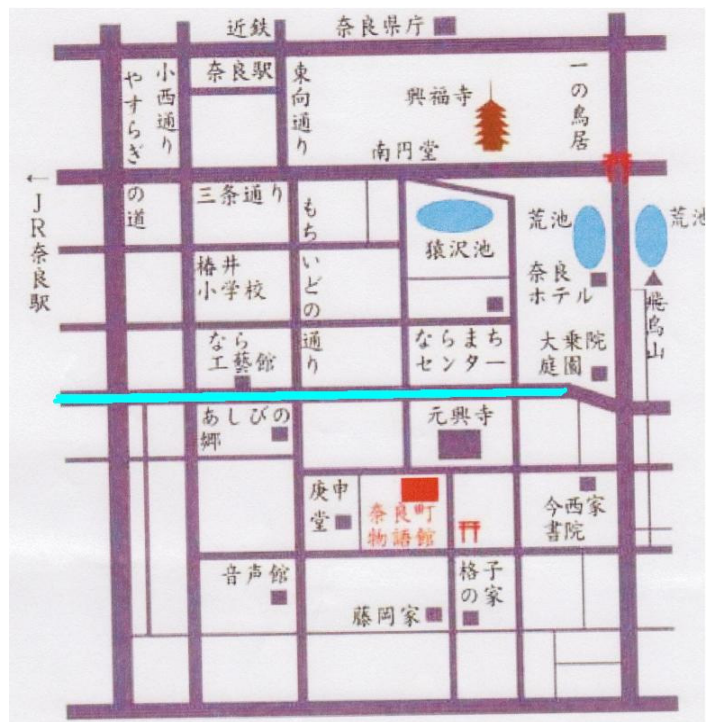 近鉄
奈良駅
奈良県庁
小西通り
やすらぎの道
東向通り
興福寺
南円堂
一の鳥居
←JR奈良駅
三条通り
もちいどの通り
猿沢池
荒池
荒池
椿井
小学校
奈良
ホテル
飛鳥山
なら
工藝館
ならまち
センター
大乗院
庭園
あしびの
郷
元興寺
庚申
堂
奈良町
物語館
今西家
書院
音声館
藤岡家
格子
の家